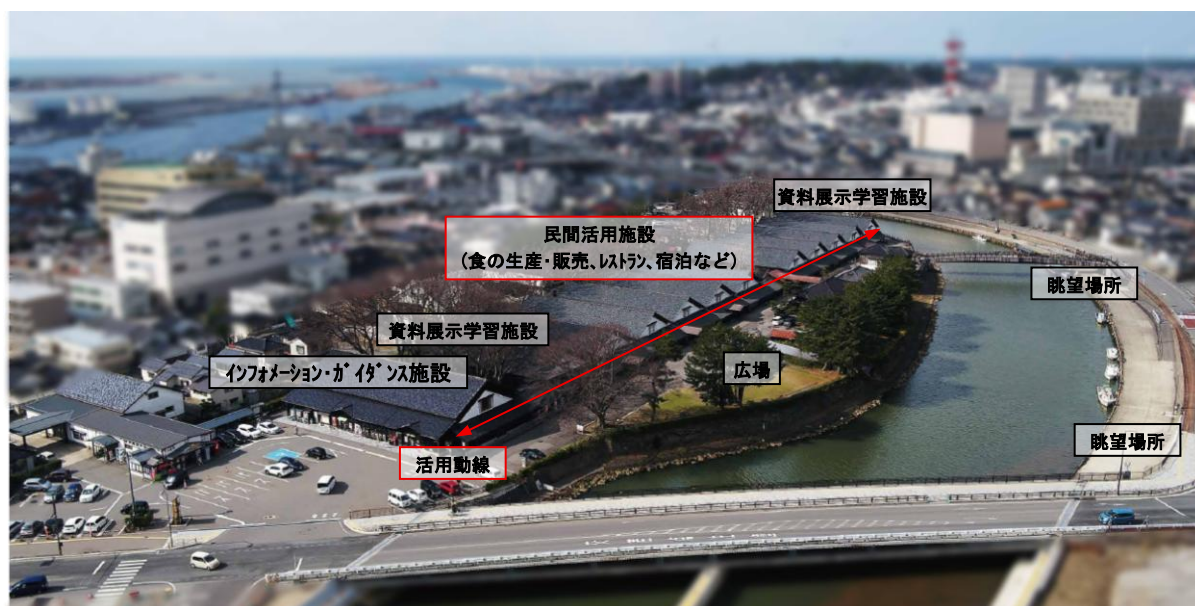 資料展示学習施設
民間活用施設
(食の生産・販売、ﾚｽﾄﾗﾝ、宿泊など)
眺望場所
資料展示学習施設
ｲﾝﾌｫﾒｰｼｮﾝ・ｶﾞｲﾀﾞﾝｽ施設
広場
眺望場所
活用動線